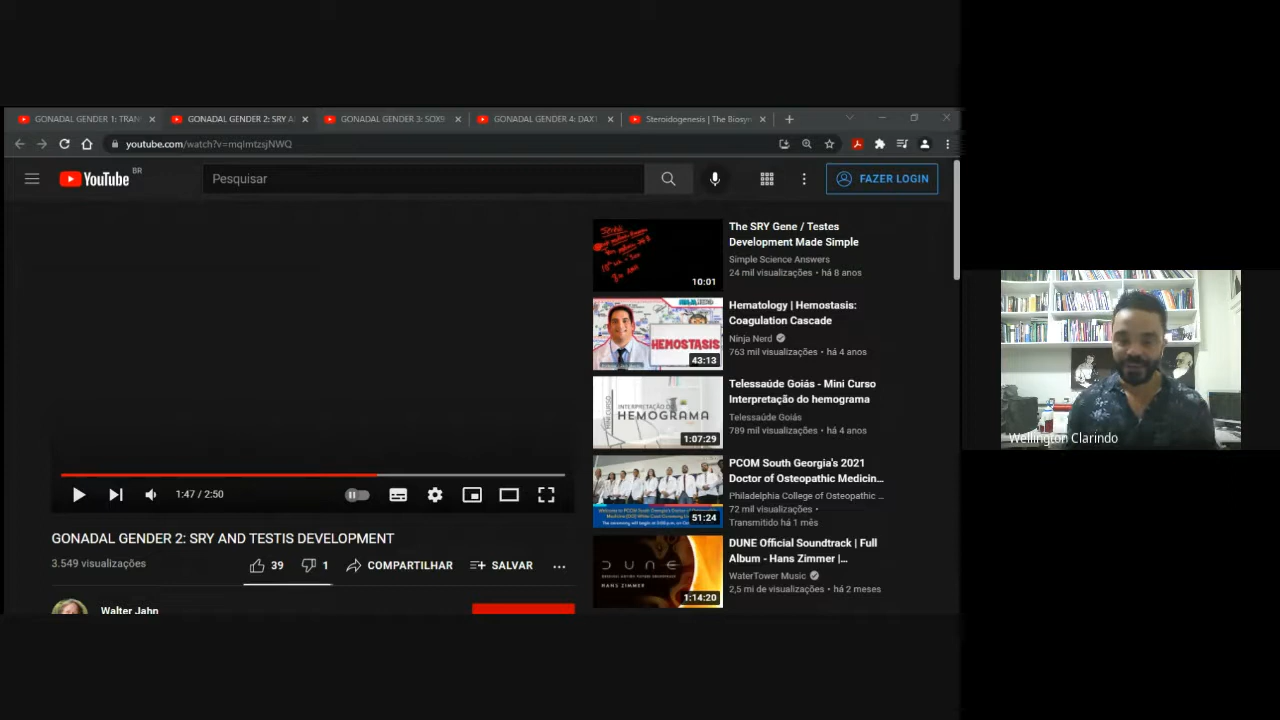 GONADAL GENDER 1: TRAN
GONADAL GENDER 2: SRY A
GONADAL GENDER 3: SOX9
GONADAL GENDER 4: DAX1
Steroidogenesis | The Biosyn
youtube.com/watch?v=mqlmtzsjNWQ
YouTube BR
Pesquisar
FAZER LOGIN
The SRY Gene / Testes
Development Made Simple
Simple Science Answers
24 mil visualizações • há 8 anos
10:01
Hematology | Hemostasis:
Coagulation Cascade
Ninja Nerd
763 mil visualizações • há 4 anos
HEMOSTASIS
43:13
Telessaúde Goiás - Mini Curso
Interpretação do hemograma
Telessaúde Goiás
789 mil visualizações • há 4 anos
MINI CURSO
INTERPRETAÇÃO DO
HEMOGRAMA
1:07:29
PCOM South Georgia's 2021
Doctor of Osteopathic Medicin...
Philadelphia College of Osteopathic ...
72 mil visualizações •
Transmitido há 1 mês
51:24
DUNE Official Soundtrack | Full
Album - Hans Zimmer |...
WaterTower Music
2,5 mi de visualizações • há 2 meses
DUNE
HANS ZIMMER
1:14:20
1:47 / 2:50
GONADAL GENDER 2: SRY AND TESTIS DEVELOPMENT
3.549 visualizações
39
1
COMPARTILHAR
SALVAR
...
Walter Jahn
Wellington Clarindo